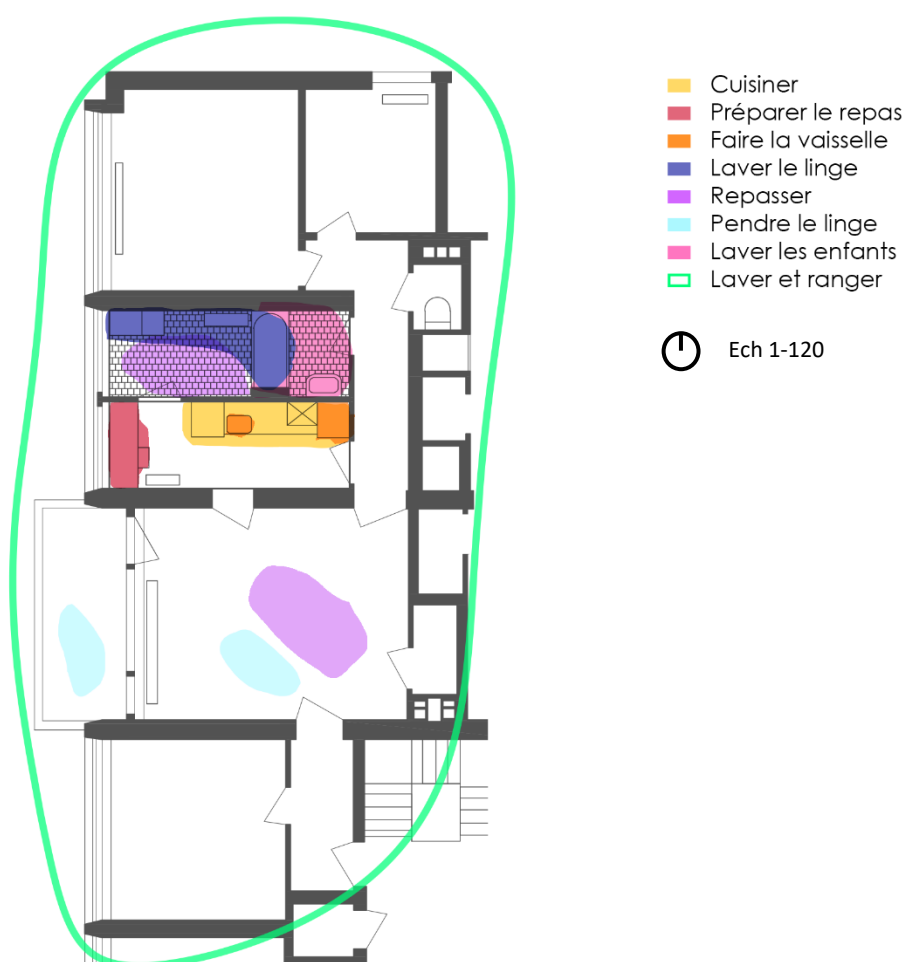 Cuisiner
Préparer le repas
Faire la vaisselle
Laver le linge
Repasser
Pendre le linge
Laver les enfants
Laver et ranger
Ech 1-120